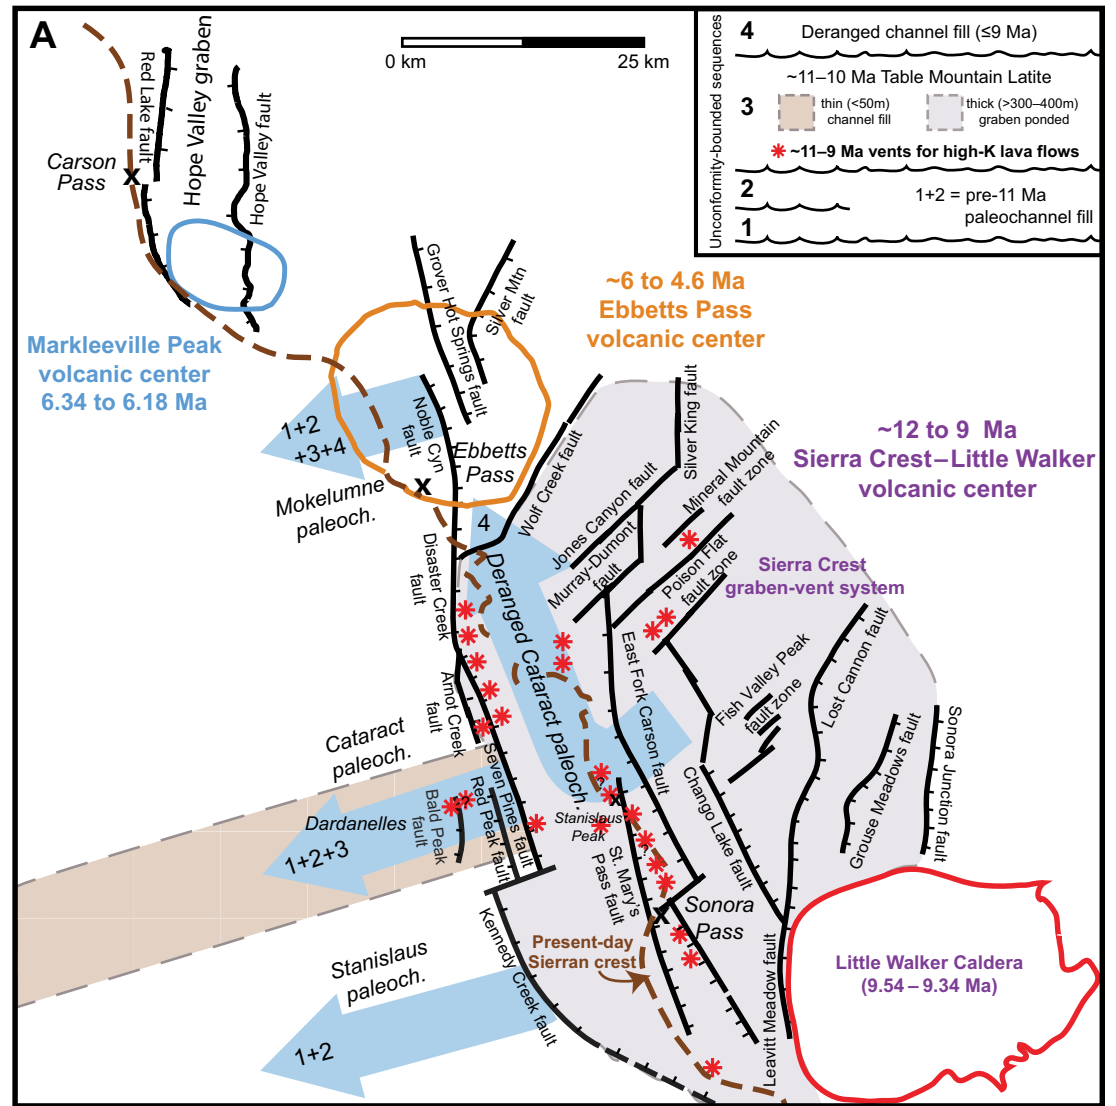 A
0 km
25 km
Unconformity-bounded sequences
4
Deranged channel fill (≤9 Ma)
~11–10 Ma Table Mountain Latite
3
thin (<50m)
channel fill
thick (>300–400m)
graben ponded
~11–9 Ma vents for high-K lava flows
2
1+2 = pre-11 Ma
paleochannel fill
1
Red Lake fault
Hope Valley graben
Hope Valley fault
Carson
Pass
x
Markleeville Peak
volcanic center
6.34 to 6.18 Ma
Grover Hot Springs fault
Silver Mtn
fault
~6 to 4.6 Ma
Ebbetts Pass
volcanic center
1+2
+3+4
Noble Cyn
fault
Ebbetts
Pass
x
Mokelumne
paleoch.
~12 to 9 Ma
Sierra Crest–Little Walker
volcanic center
Wolf Creek fault
Silver King fault
Jones Canyon fault
Mineral Mountain
fault zone
Murray-Dumont
fault
Poison Flat
fault zone
Sierra Crest
graben-vent system
4
Deranged Cataract paleoch.
Disaster Creek
fault
Arnot Creek
fault
East Fork Carson fault
Fish Valley Peak
fault zone
Lost Cannon fault
Grouse Meadows fault
Sonora Junction fault
Cataract
paleoch.
Seven Pines fault
Red Peak fault
Bald Peak
fault
?
Dardanelles
1+2+3
?
x
Stanislaus
Peak
Chango Lake fault
St. Mary's
Pass fault
x
Sonora
Pass
Present-day
Sierran crest
Kennedy Creek fault
Stanislaus
paleoch.
1+2
Leavitt Meadow fault
Little Walker Caldera
(9.54 – 9.34 Ma)